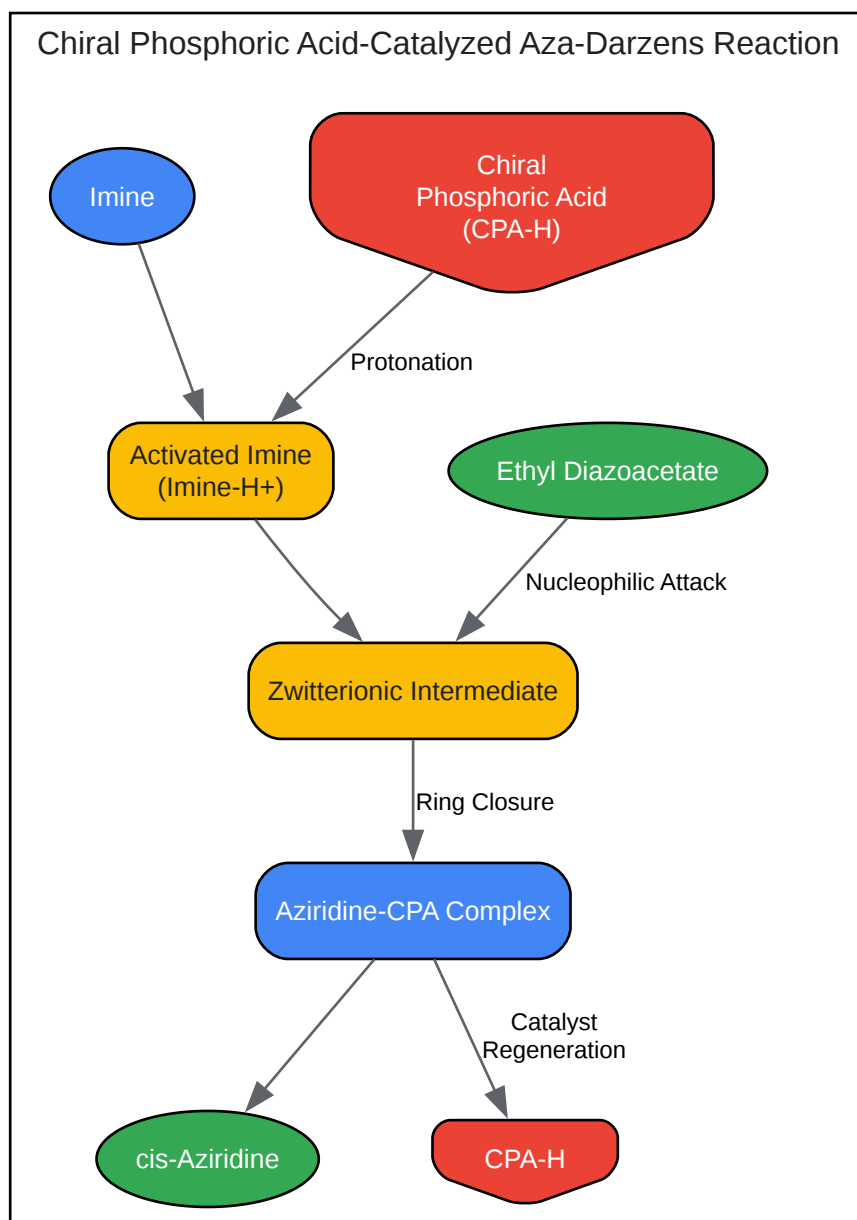 Chiral Phosphoric Acid-Catalyzed Aza-Darzens Reaction
Imine
Chiral
Phosphoric Acid
(CPA-H)
Protonation
Activated Imine
(Imine-H+)
Ethyl Diazoacetate
Nucleophilic Attack
Zwitterionic Intermediate
Ring Closure
Aziridine-CPA Complex
Catalyst
Regeneration
cis-Aziridine
CPA-H